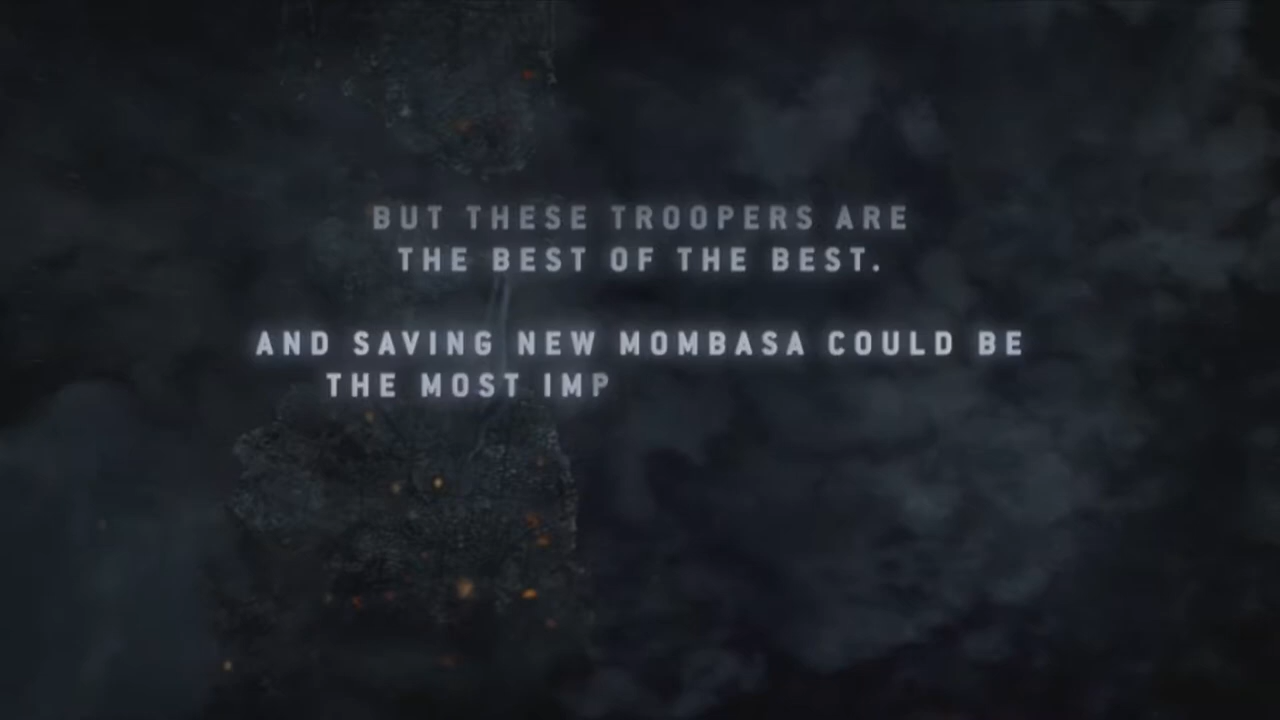 BUT THESE TROOPERS ARE
THE BEST OF THE BEST.
AND SAVING NEW MOMBASA COULD BE
THE MOST IMP